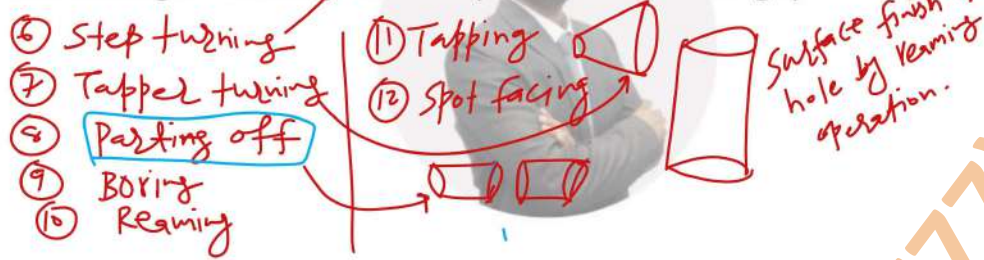 ⑥ Step turning
⑦ Tapper turning
⑧ Parting off
⑨ Boring
⑩ Reaming
⑪ Tapping
⑫ Spot facing
Surface finish
hole by reaming
operation.
77